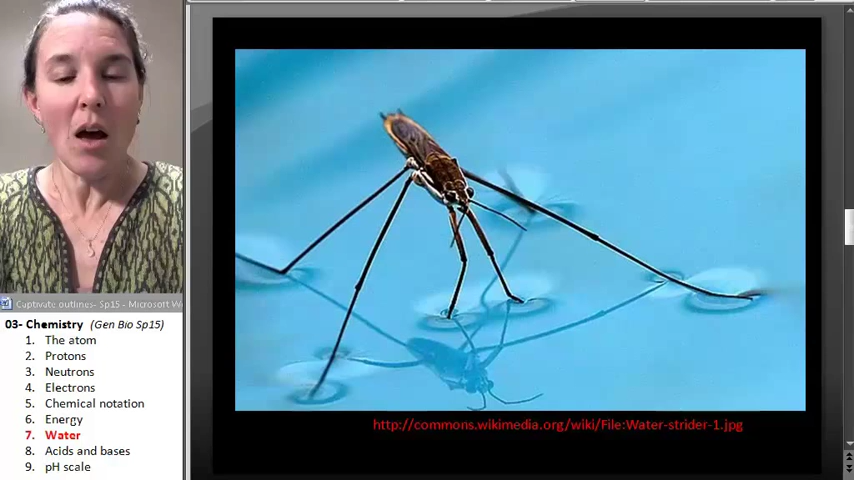 Captivate outlines- Sp15 - Microsoft W
03- Chemistry (Gen Bio Sp15)
1. The atom
2. Protons
3. Neutrons
4. Electrons
5. Chemical notation
6. Energy
7. Water
8. Acids and bases
9. pH scale
http://commons.wikimedia.org/wiki/File:Water-strider-1.jpg